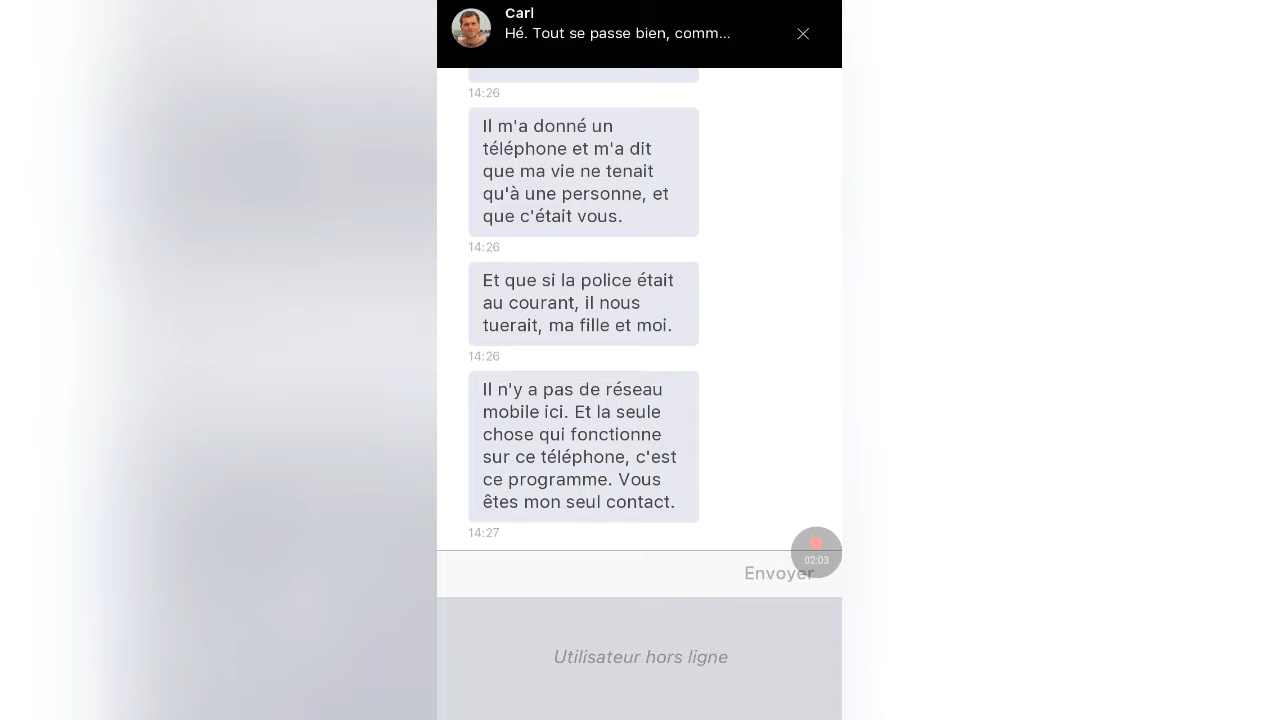 Carl
Hé. Tout se passe bien, comm...
14:26
Il m'a donné un
téléphone et m'a dit
que ma vie ne tenait
qu'à une personne, et
que c'était vous.
14:26
Et que si la police était
au courant, il nous
tuerait, ma fille et moi.
14:26
Il n'y a pas de réseau
mobile ici. Et la seule
chose qui fonctionne
sur ce téléphone, c'est
ce programme. Vous
êtes mon seul contact.
14:27
02:03
Envoyer
Utilisateur hors ligne